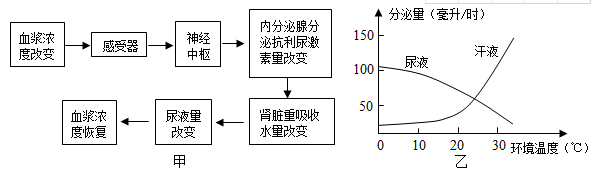 血浆浓
度改变
感受器
神经
中枢
内分泌腺分
泌抗利尿激
素量改变
肾脏重吸收
水量改变
尿液量
改变
血浆浓
度恢复
甲
分泌量(毫升/时)
150
100
50
尿液
汗液
0 10 20 30 环境温度(℃)
乙